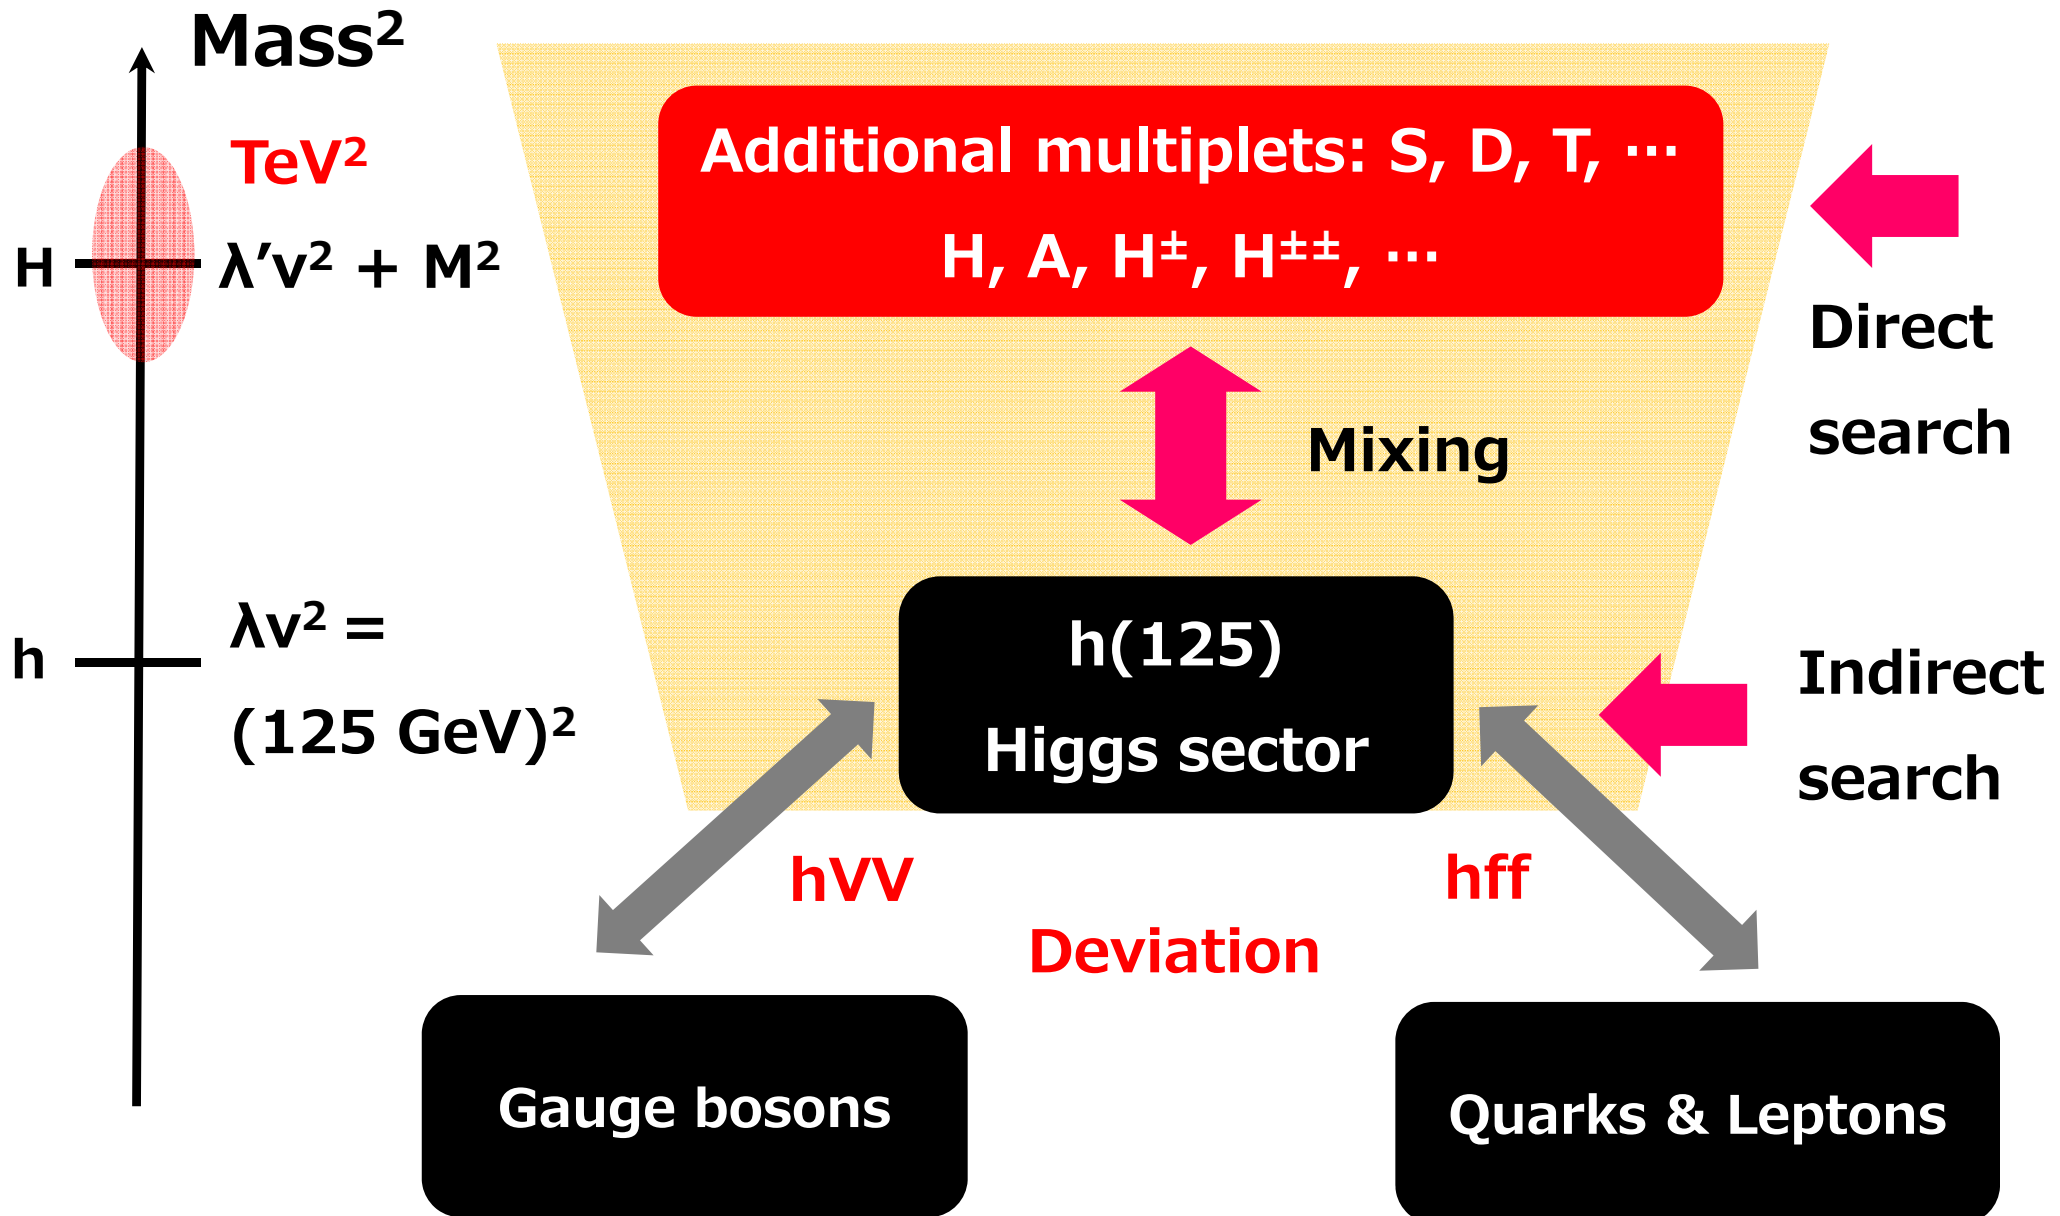 Mass²
TeV²
H
λ′v² + M²
h
λv² =
(125 GeV)²
Additional multiplets: S, D, T, ⋯
H, A, H±, H±±, ⋯
Direct
search
Mixing
h(125)
Higgs sector
Indirect
search
hVV
hff
Deviation
Gauge bosons
Quarks & Leptons